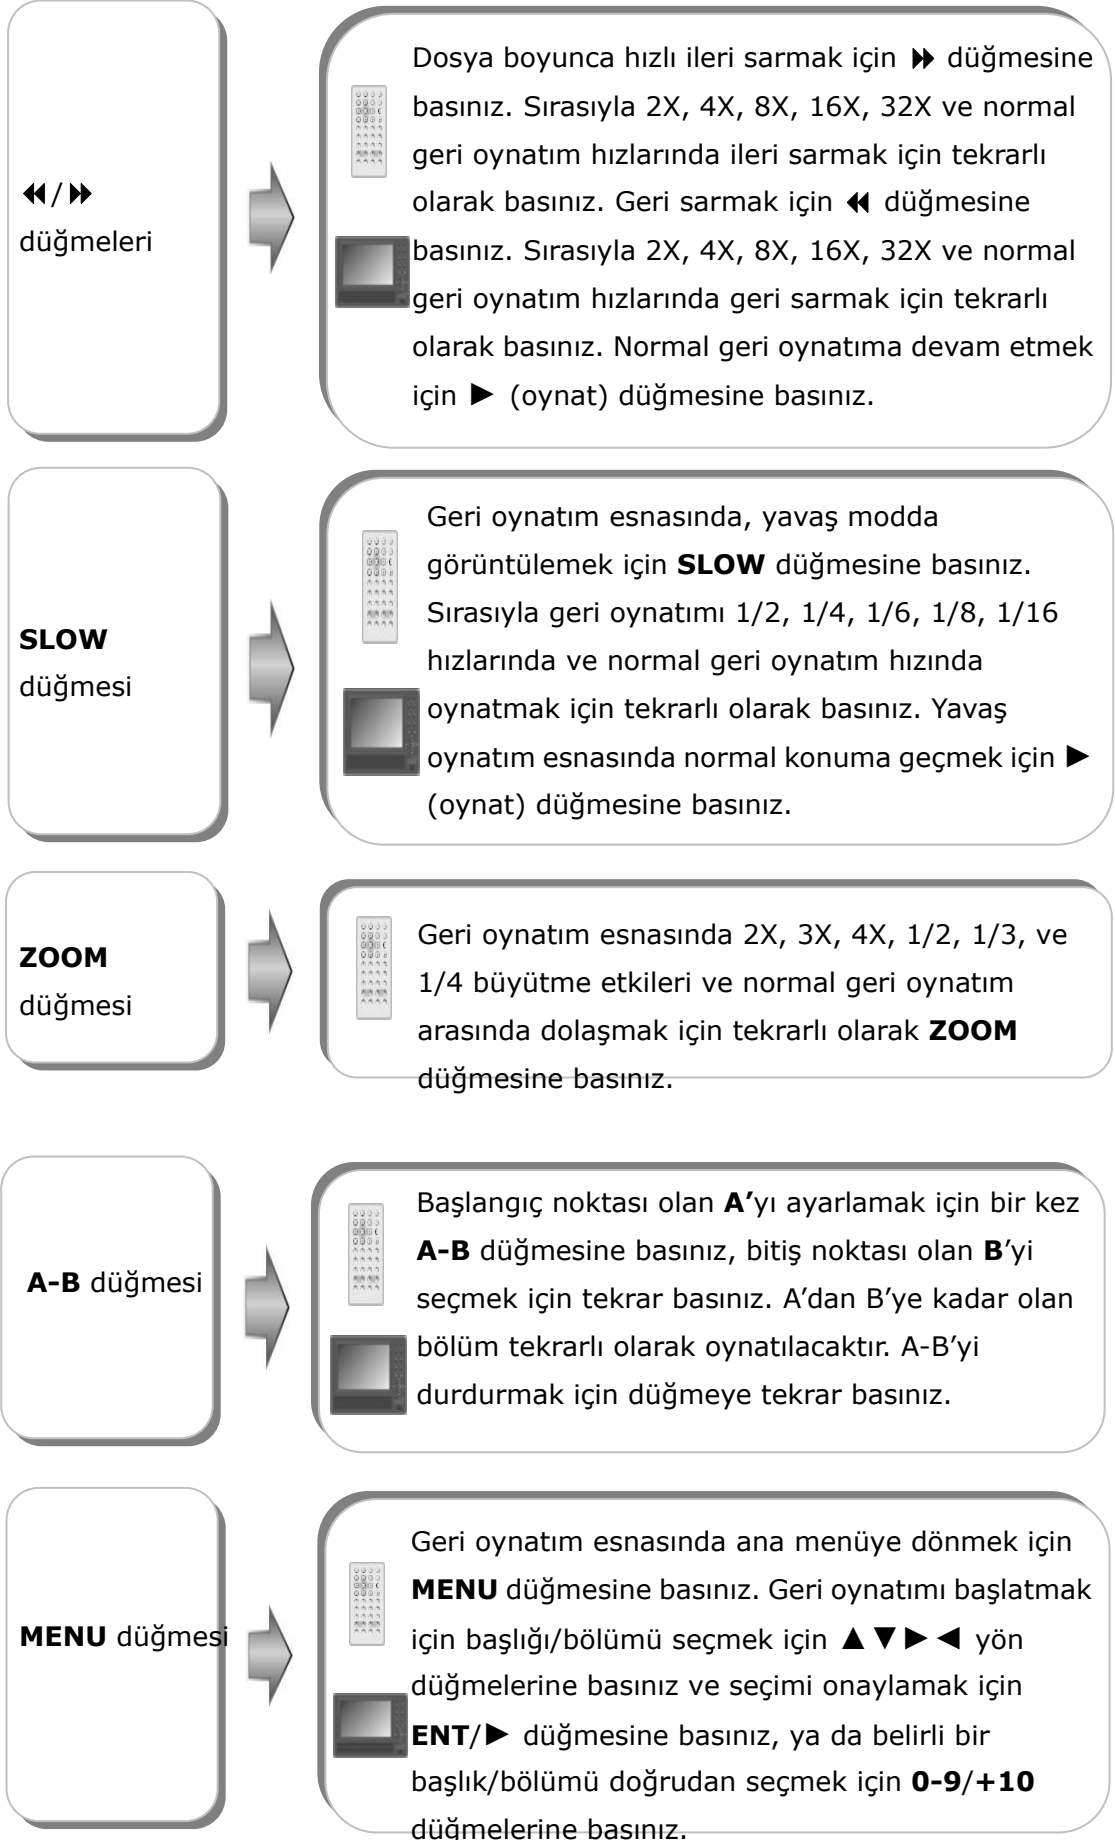 ⏪/⏩
düğmeleri
Dosya boyunca hızlı ileri sarmak için ⏩ düğmesine
basınız. Sırasıyla 2X, 4X, 8X, 16X, 32X ve normal
geri oynatım hızlarında ileri sarmak için tekrarlı
olarak basınız. Geri sarmak için ⏪ düğmesine
basınız. Sırasıyla 2X, 4X, 8X, 16X, 32X ve normal
geri oynatım hızlarında geri sarmak için tekrarlı
olarak basınız. Normal geri oynatıma devam etmek
için ► (oynat) düğmesine basınız.
SLOW
düğmesi
Geri oynatım esnasında, yavaş modda
görüntülemek için SLOW düğmesine basınız.
Sırasıyla geri oynatımı 1/2, 1/4, 1/6, 1/8, 1/16
hızlarında ve normal geri oynatım hızında
oynatmak için tekrarlı olarak basınız. Yavaş
oynatım esnasında normal konuma geçmek için ►
(oynat) düğmesine basınız.
ZOOM
düğmesi
Geri oynatım esnasında 2X, 3X, 4X, 1/2, 1/3, ve
1/4 büyütme etkileri ve normal geri oynatım
arasında dolaşmak için tekrarlı olarak ZOOM
düğmesine basınız.
A-B düğmesi
Başlangıç noktası olan A’yı ayarlamak için bir kez
A-B düğmesine basınız, bitiş noktası olan B’yi
seçmek için tekrar basınız. A’dan B’ye kadar olan
bölüm tekrarlı olarak oynatılacaktır. A-B’yi
durdurmak için düğmeye tekrar basınız.
MENU düğmesi
Geri oynatım esnasında ana menüye dönmek için
MENU düğmesine basınız. Geri oynatımı başlatmak
için başlığı/bölümü seçmek için ▲▼►◄ yön
düğmelerine basınız ve seçimi onaylamak için
ENT/► düğmesine basınız, ya da belirli bir
başlık/bölümü doğrudan seçmek için 0-9/+10
düğmelerine basınız.